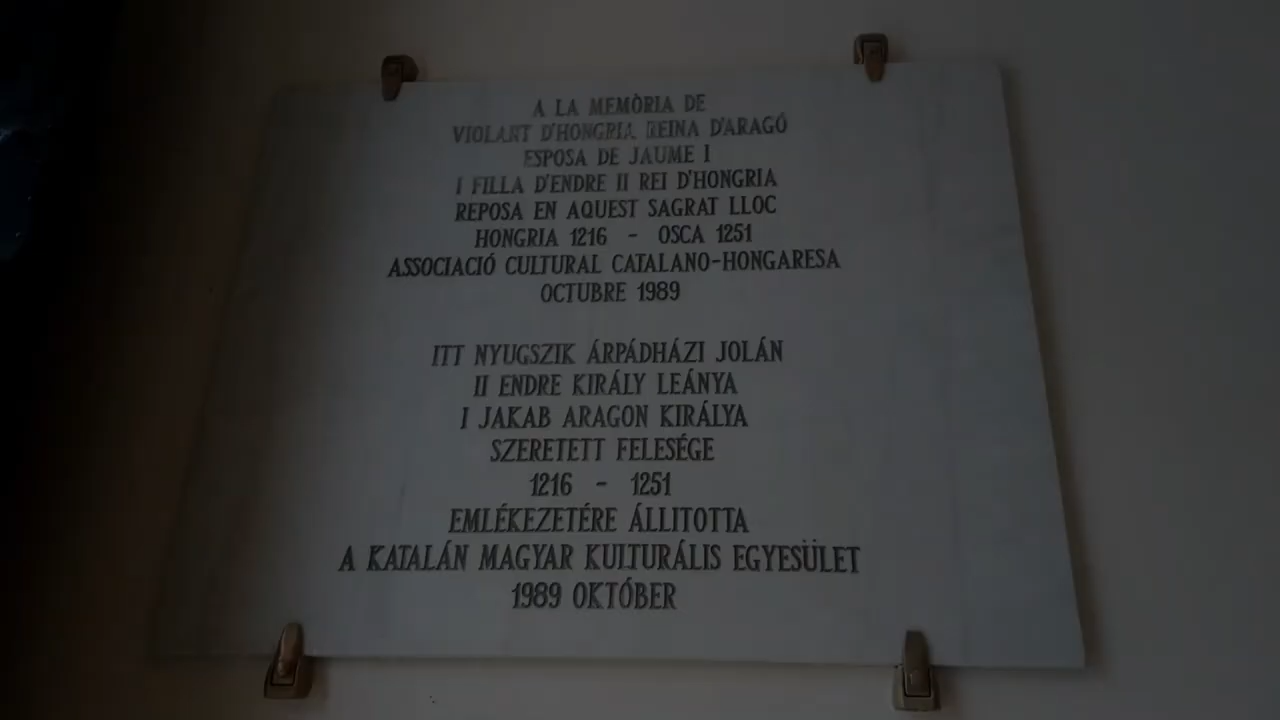 A LA MEMÒRIA DE
VIOLANT D'HONGRIA, REINA D'ARAGÓ
ESPOSA DE JAUME I
I FILLA D'ENDRE II REI D'HONGRIA
REPOSA EN AQUEST SAGRAT LLOC
HONGRIA 1216 - OSCA 1251
ASSOCIACIÓ CULTURAL CATALANO-HONGARESA
OCTUBRE 1989
ITT NYUGSZIK ÁRPÁDHÁZI JOLÁN
II ENDRE KIRÁLY LEÁNYA
I JAKAB ARAGON KIRÁLYA
SZERETETT FELESÉGE
1216 - 1251
EMLÉKEZETÉRE ÁLLITOTTA
A KATALÁN MAGYAR KULTURÁLIS EGYESÜLET
1989 OKTÓBER